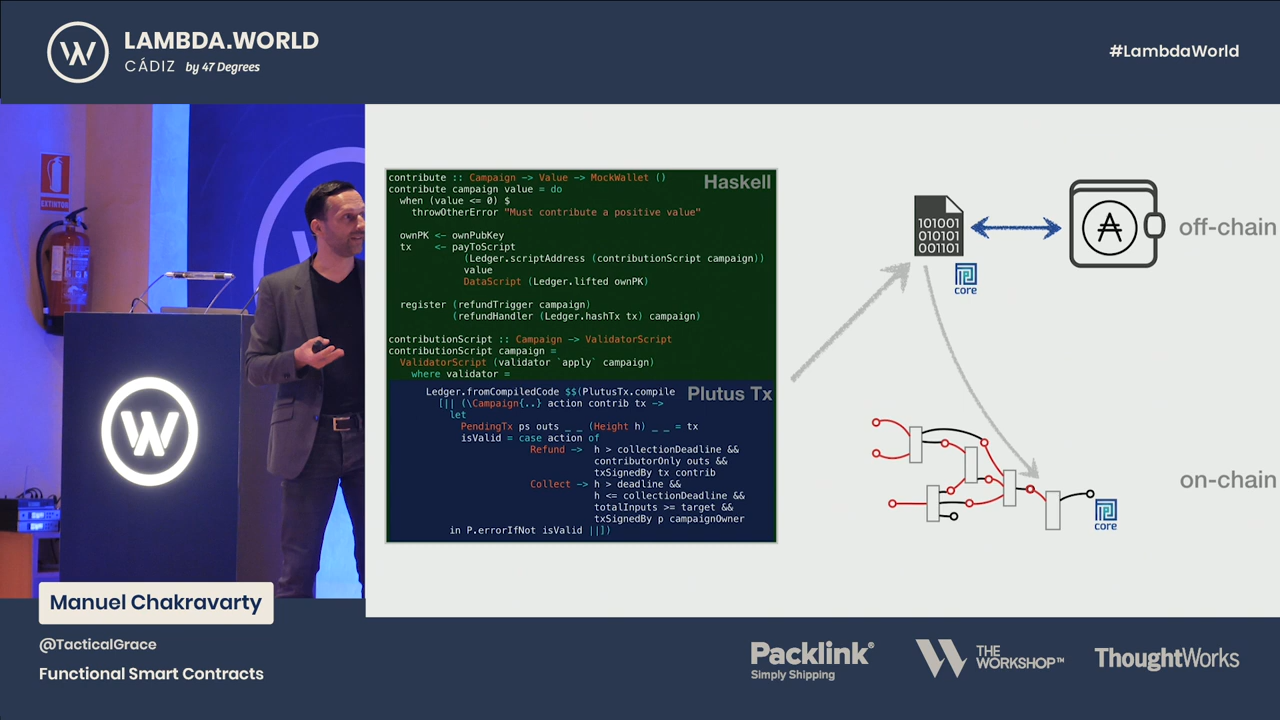 LAMBDA.WORLD
CÁDIZ by 47 Degrees
#LambdaWorld
EXTINTOR
Haskell
contribute :: Campaign -> Value -> MockWallet ()
contribute campaign value = do
  when (value <= 0) $
    throwOtherError "Must contribute a positive value"
  ownPK <- ownPubKey
  tx    <- payToScript
             (Ledger.scriptAddress (contributionScript campaign))
             value
             DataScript (Ledger.lifted ownPK)
  register (refundTrigger campaign)
           (refundHandler (Ledger.hashTx tx) campaign)
contributionScript :: Campaign -> ValidatorScript
contributionScript campaign =
  ValidatorScript (validator `apply` campaign)
    where validator =
Plutus Tx
      Ledger.fromCompiledCode $$(PlutusTx.compile
        [|| (\Campaign{..} action contrib tx ->
          let
            PendingTx ps outs _ _ (Height h) _ _ = tx
            isValid = case action of
                        Refund ->  h > collectionDeadline &&
                                   contributorOnly outs &&
                                   txSignedBy tx contrib
                        Collect -> h > deadline &&
                                   h <= collectionDeadline &&
                                   totalInputs >= target &&
                                   txSignedBy p campaignOwner
          in P.errorIfNot isValid ||])
101001
01010
001101
core
off-chain
on-chain
core
Manuel Chakravarty
@TacticalGrace
Functional Smart Contracts
Packlink®
Simply Shipping
THE
WORKSHOP™
ThoughtWorks